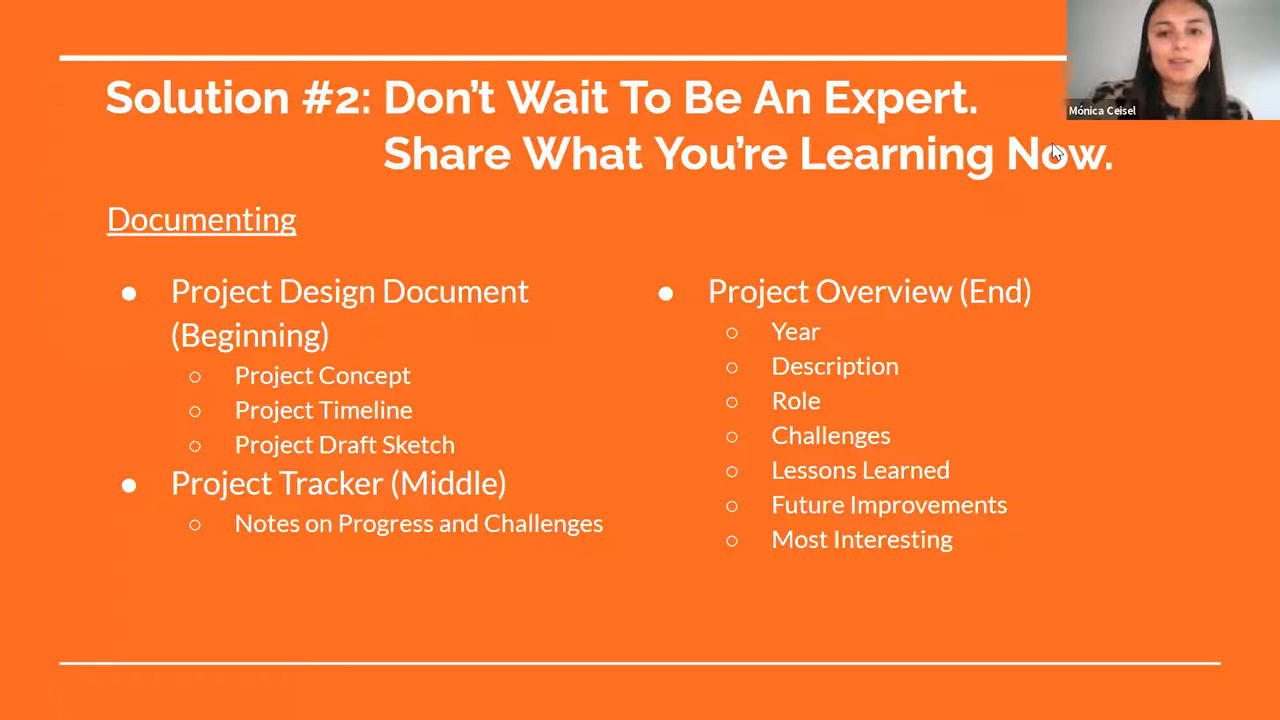 Solution #2: Don't Wait To Be An Expert.
Share What You're Learning Now.
Mónica Ceisel
Documenting
● Project Design Document
(Beginning)
○ Project Concept
○ Project Timeline
○ Project Draft Sketch
● Project Tracker (Middle)
○ Notes on Progress and Challenges
● Project Overview (End)
○ Year
○ Description
○ Role
○ Challenges
○ Lessons Learned
○ Future Improvements
○ Most Interesting